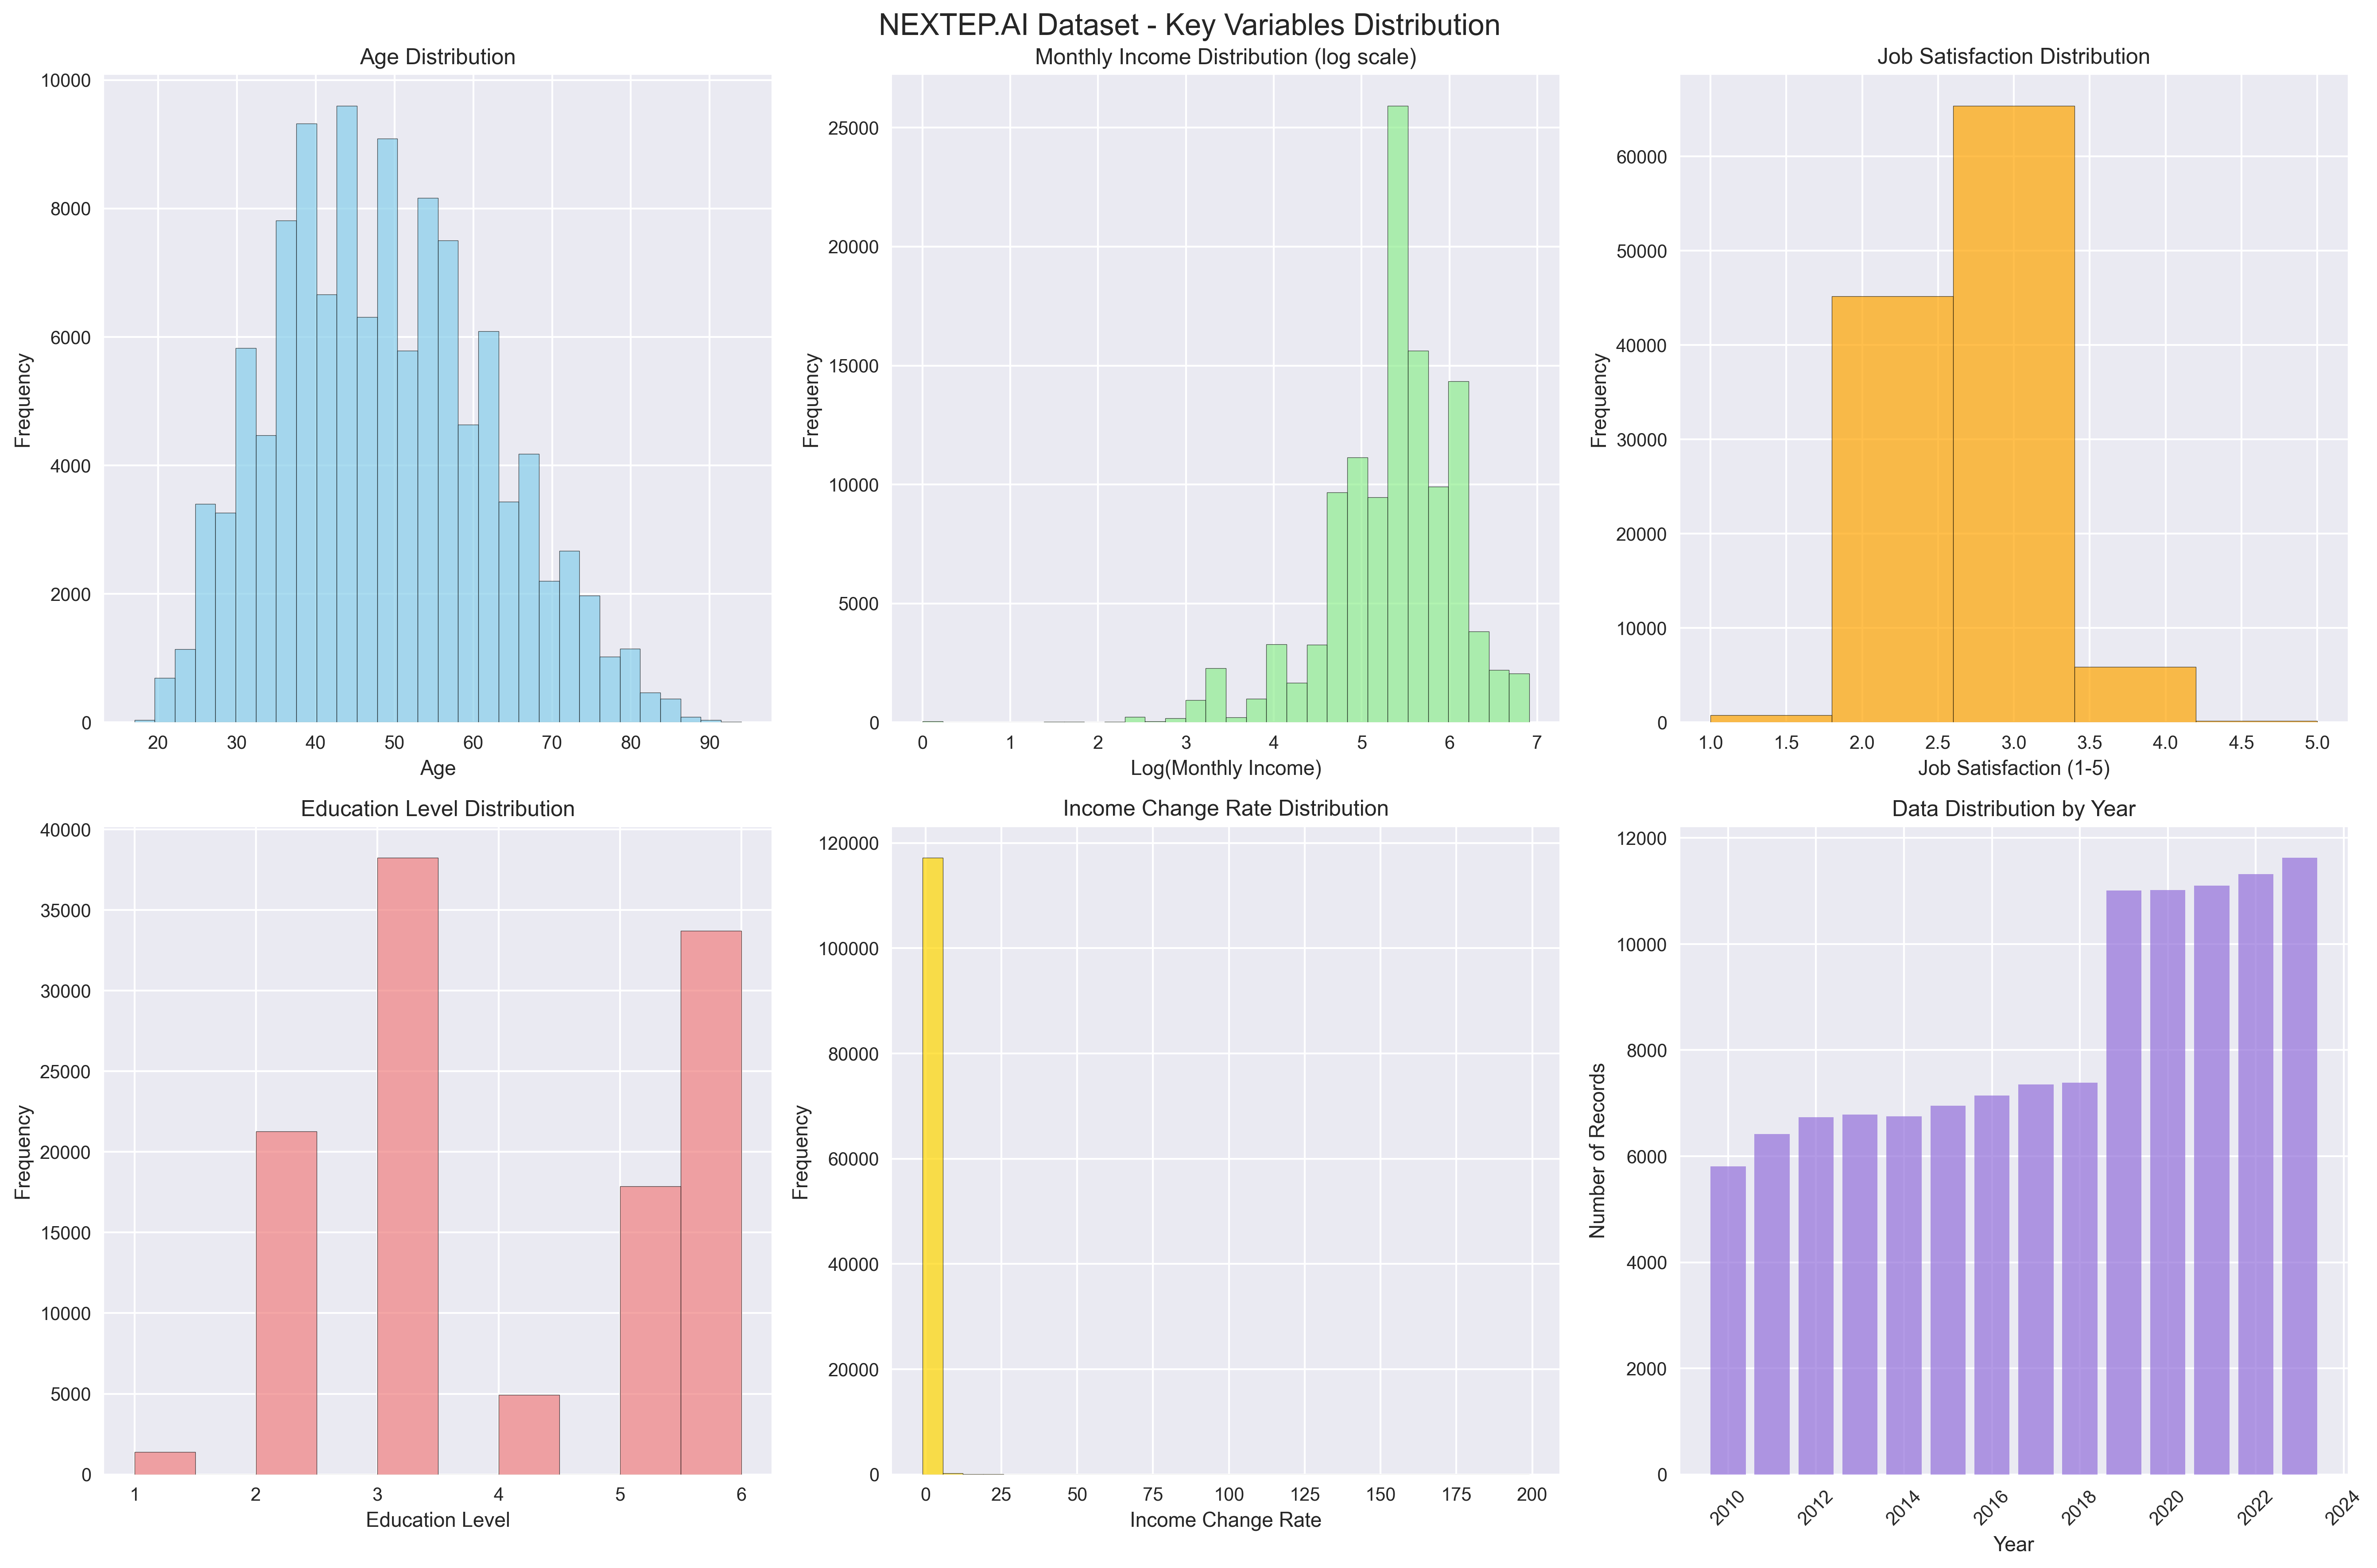 NEXTEP.AI Dataset - Key Variables Distribution
Age Distribution
10000
8000
6000
4000
2000
0
Frequency
20 30 40 50 60 70 80 90
Age
Monthly Income Distribution (log scale)
25000
20000
15000
10000
5000
0
Frequency
0 1 2 3 4 5 6 7
Log(Monthly Income)
Job Satisfaction Distribution
60000
50000
40000
30000
20000
10000
0
Frequency
1.0 1.5 2.0 2.5 3.0 3.5 4.0 4.5 5.0
Job Satisfaction (1-5)
Education Level Distribution
40000
35000
30000
25000
20000
15000
10000
5000
0
Frequency
1 2 3 4 5 6
Education Level
Income Change Rate Distribution
120000
100000
80000
60000
40000
20000
0
Frequency
0 25 50 75 100 125 150 175 200
Income Change Rate
Data Distribution by Year
12000
10000
8000
6000
4000
2000
0
Number of Records
2010 2012 2014 2016 2018 2020 2022 2024
Year